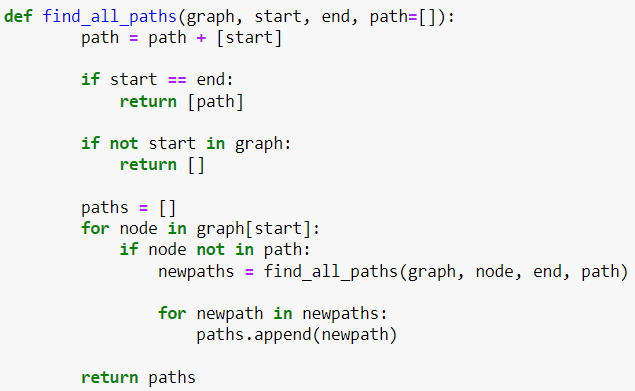 def find_all_paths(graph, start, end, path=[]):
        path = path + [start]

        if start == end:
            return [path]

        if not start in graph:
            return []

        paths = []
        for node in graph[start]:
            if node not in path:
                newpaths = find_all_paths(graph, node, end, path)

                for newpath in newpaths:
                    paths.append(newpath)

        return paths